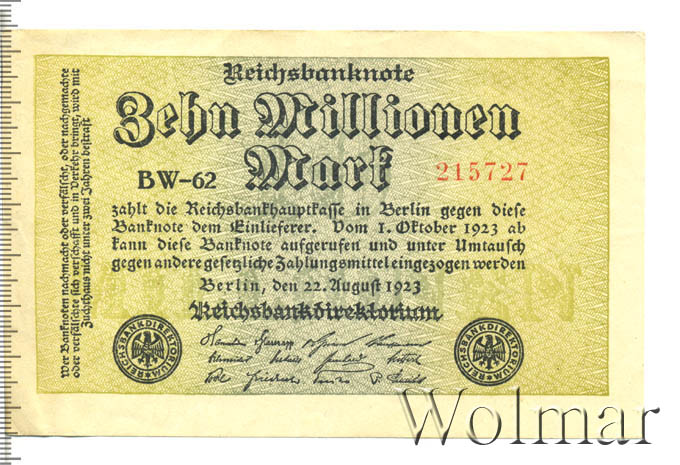 Reichsbanknote
Zehn Millionen
Mark
BW-62
215727
zahlt die Reichsbankhauptkasse in Berlin gegen diese
Banknote dem Einlieferer. Vom 1. Oktober 1923 ab
kann diese Banknote aufgerufen und unter Umtausch
gegen andere gesetzliche Zahlungsmittel eingezogen werden
Berlin, den 22. August 1923
Reichsbankdirektorium
REICHSBANKDIREKTORIUM
REICHSBANKDIREKTORIUM
Wer Banknoten nachmacht oder verfälscht, oder nachgemachte
oder verfälschte sich verschafft und in Verkehr bringt, wird mit
Zuchthaus nicht unter zwei Jahren bestraft
Wolmar